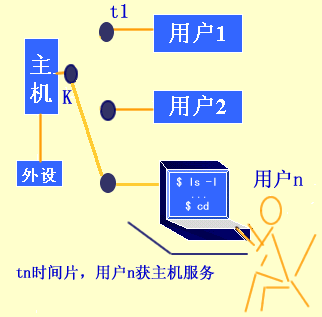 t1
用户1
主机
K
用户2
外设
$ ls -l
...
$ cd
用户n
tn时间片，用户n获主机服务